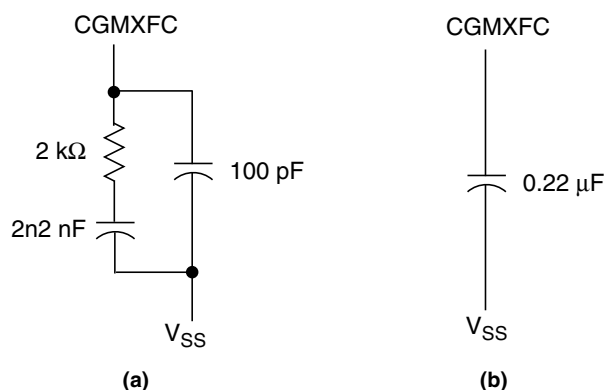 CGMXFC
2 kΩ
100 pF
2n2 nF
VSS
(a)
CGMXFC
0.22 µF
VSS
(b)